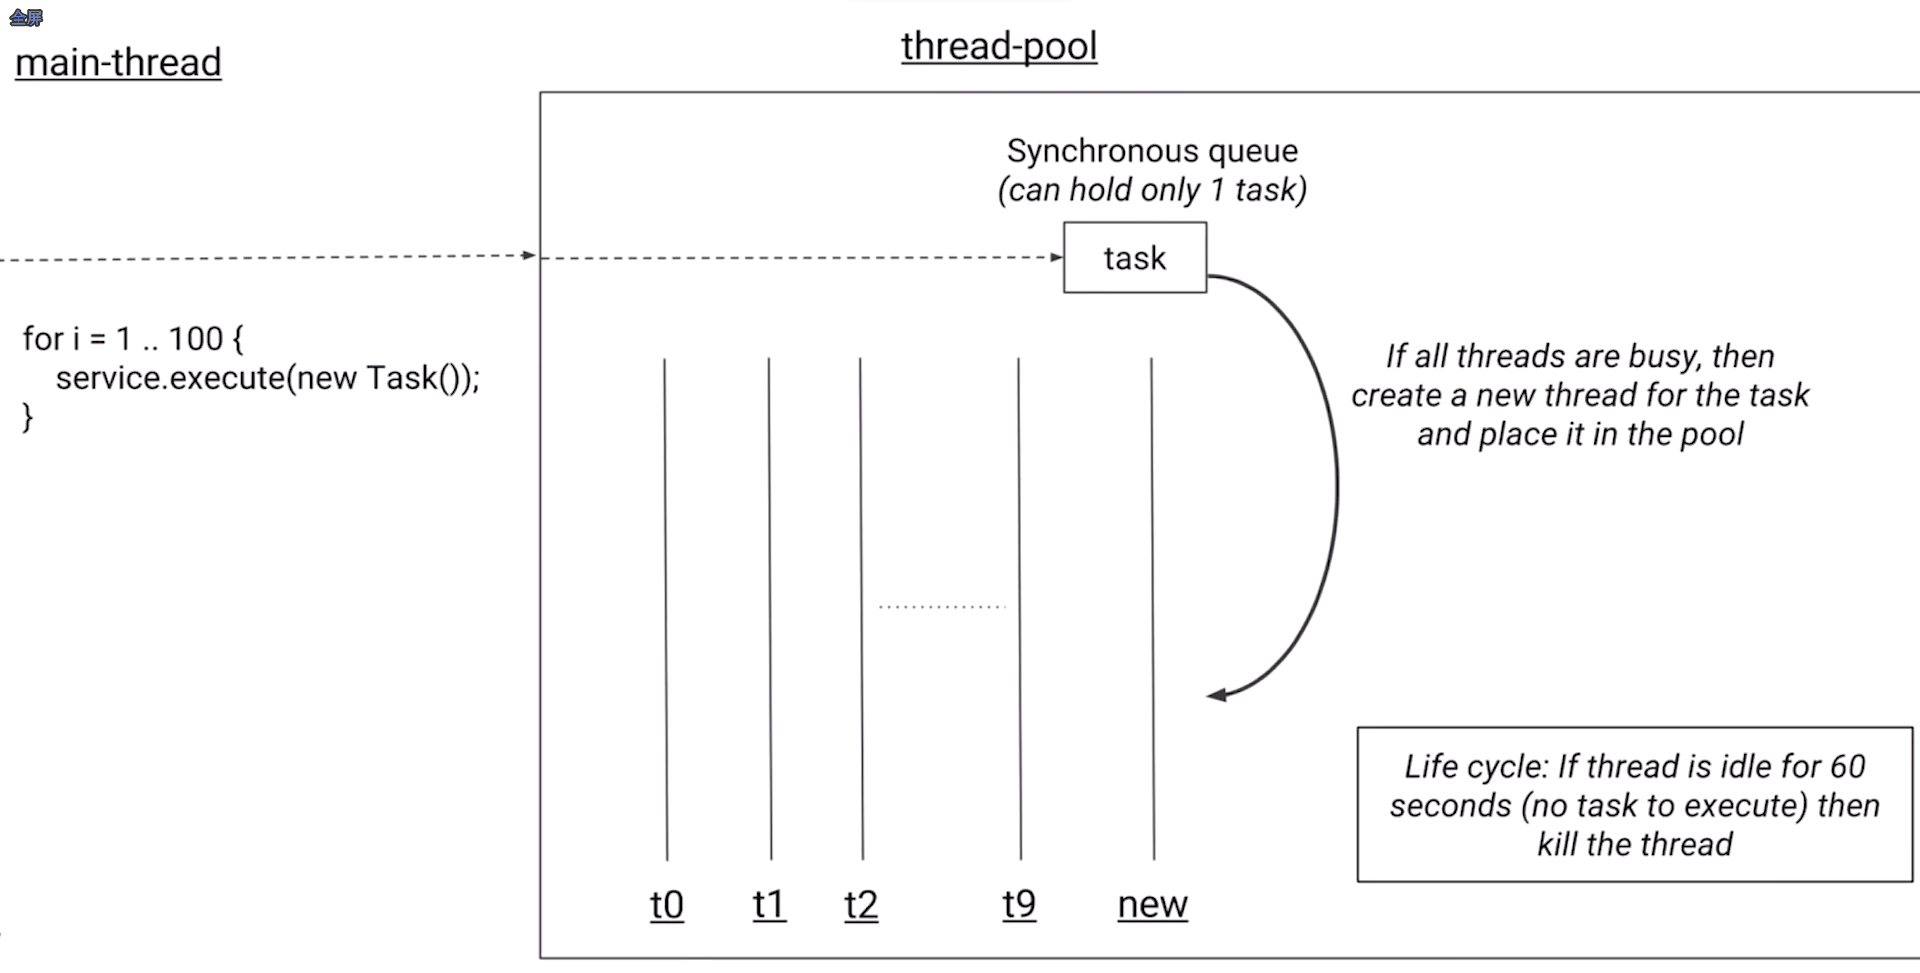 全屏
main-thread
thread-pool
Synchronous queue
(can hold only 1 task)
task
for i = 1 .. 100 {
service.execute(new Task());
}
If all threads are busy, then
create a new thread for the task
and place it in the pool
Life cycle: If thread is idle for 60
seconds (no task to execute) then
kill the thread
t0
t1
t2
t9
new